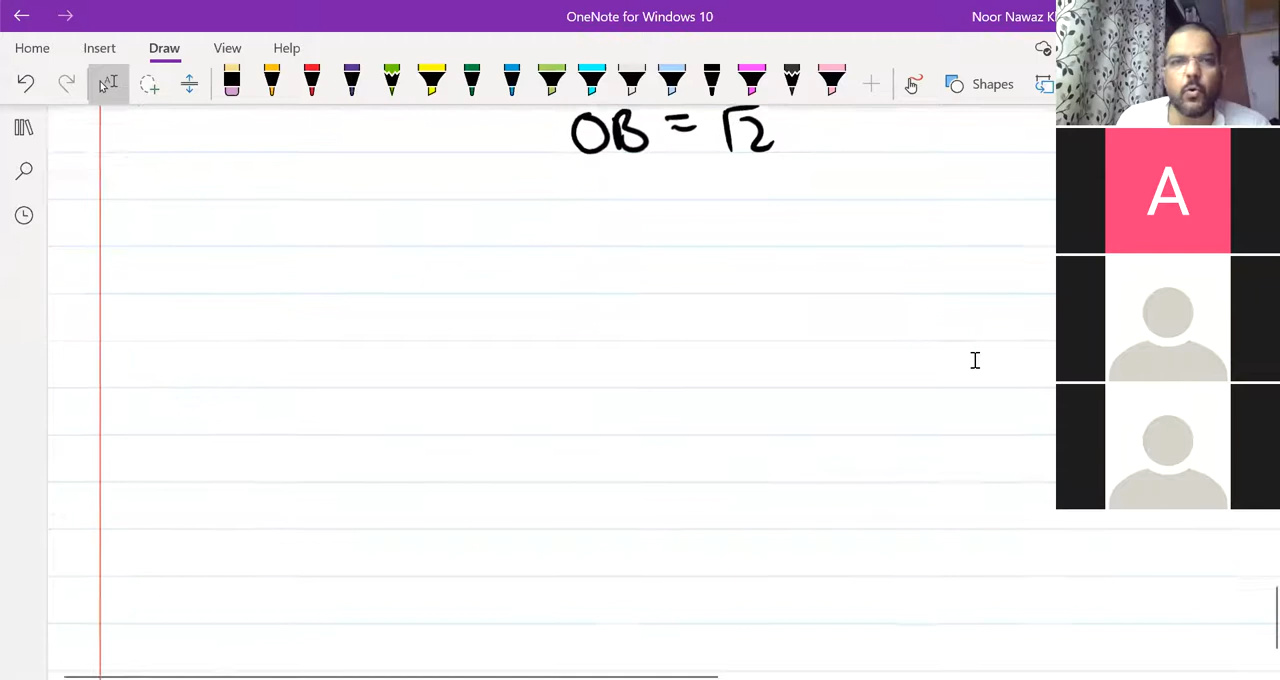 OneNote for Windows 10
Noor Nawaz K
Home Insert Draw View Help
Shapes
OB = √2
A